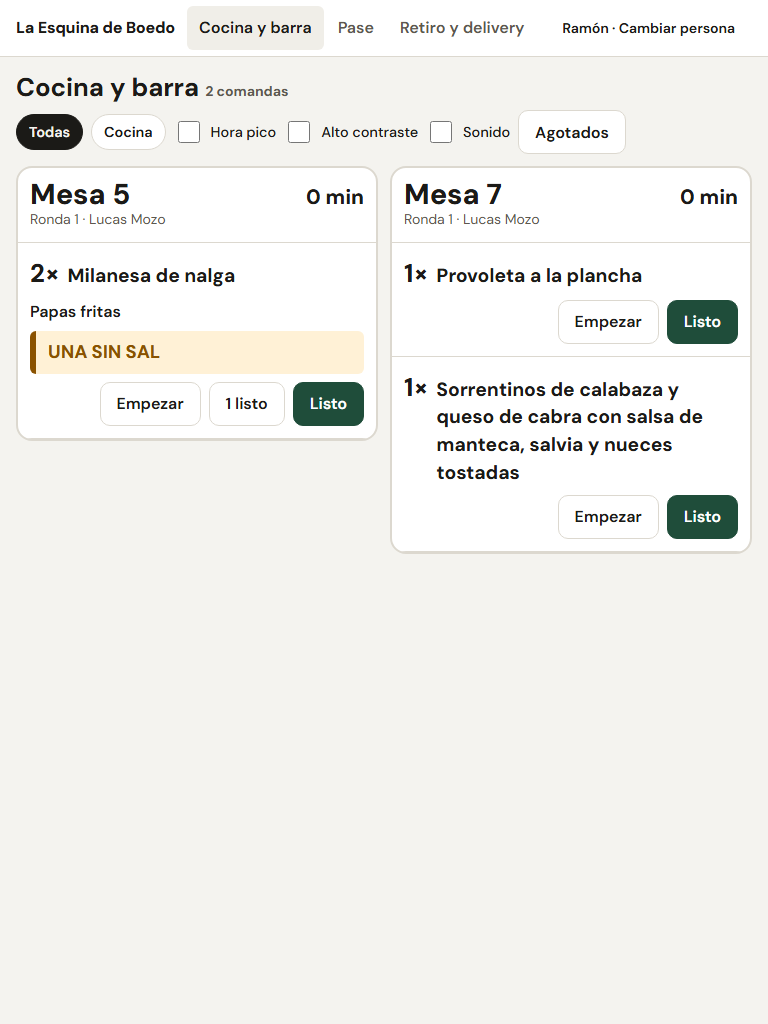 La Esquina de Boedo
Cocina y barra
Pase
Retiro y delivery
Ramón · Cambiar persona
Cocina y barra 2 comandas
Todas
Cocina
Hora pico
Alto contraste
Sonido
Agotados
Mesa 5
0 min
Ronda 1 · Lucas Mozo
2× Milanesa de nalga
Papas fritas
UNA SIN SAL
Empezar
1 listo
Listo
Mesa 7
0 min
Ronda 1 · Lucas Mozo
1× Provoleta a la plancha
Empezar
Listo
1× Sorrentinos de calabaza y
queso de cabra con salsa de
manteca, salvia y nueces
tostadas
Empezar
Listo